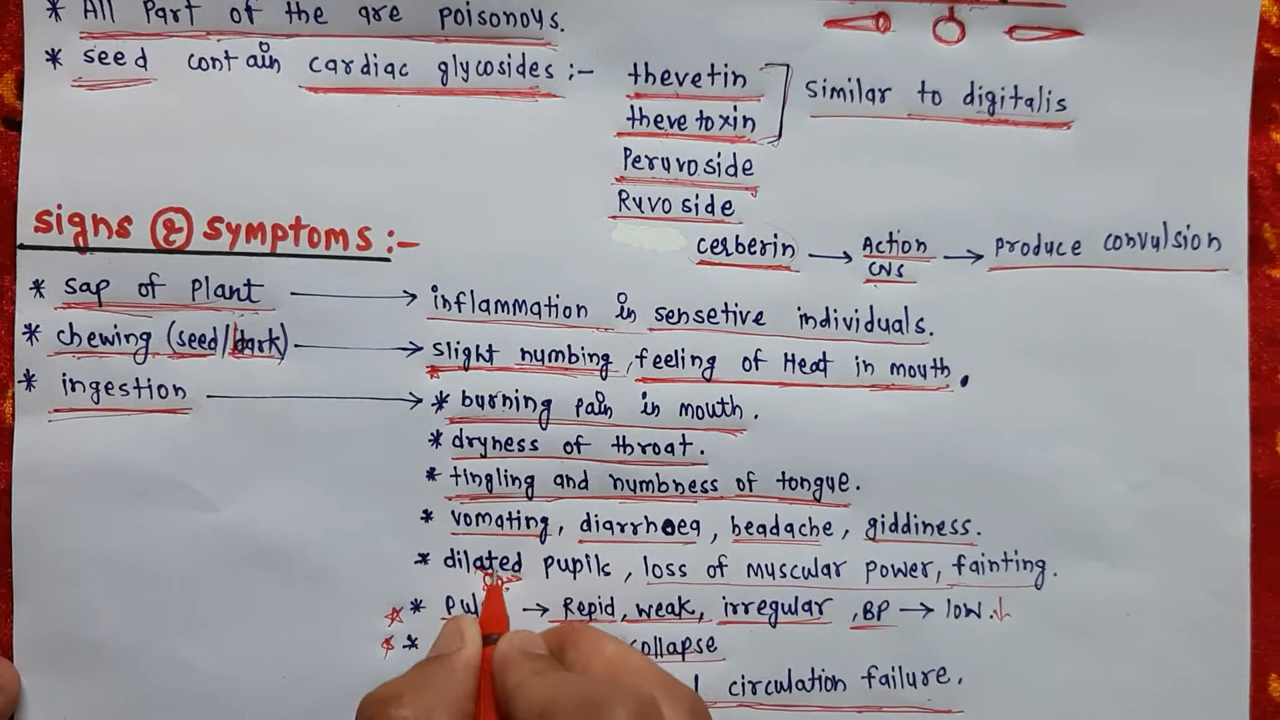 * All Part of the are poisonoys.
* seed contain cardiac glycosides :-
thevetin
thevetoxin
similar to digitalis
Peruvoside
Ruvoside
cerberin → Action CNS → Produce convulsion
signs & symptoms :-
* sap of Plant → inflammation in sensetive individuals.
* chewing (seed/bark) → slight numbing, feeling of Heat in mouth.
* ingestion → * burning pain in mouth.
* dryness of throat.
* tingling and numbness of tongue.
* vomating, diarrhoea, headache, giddiness.
* dilated pupils, loss of muscular power, fainting.
* → Repid, weak, irregular, BP → low. ↓
* collapse
circulation failure.